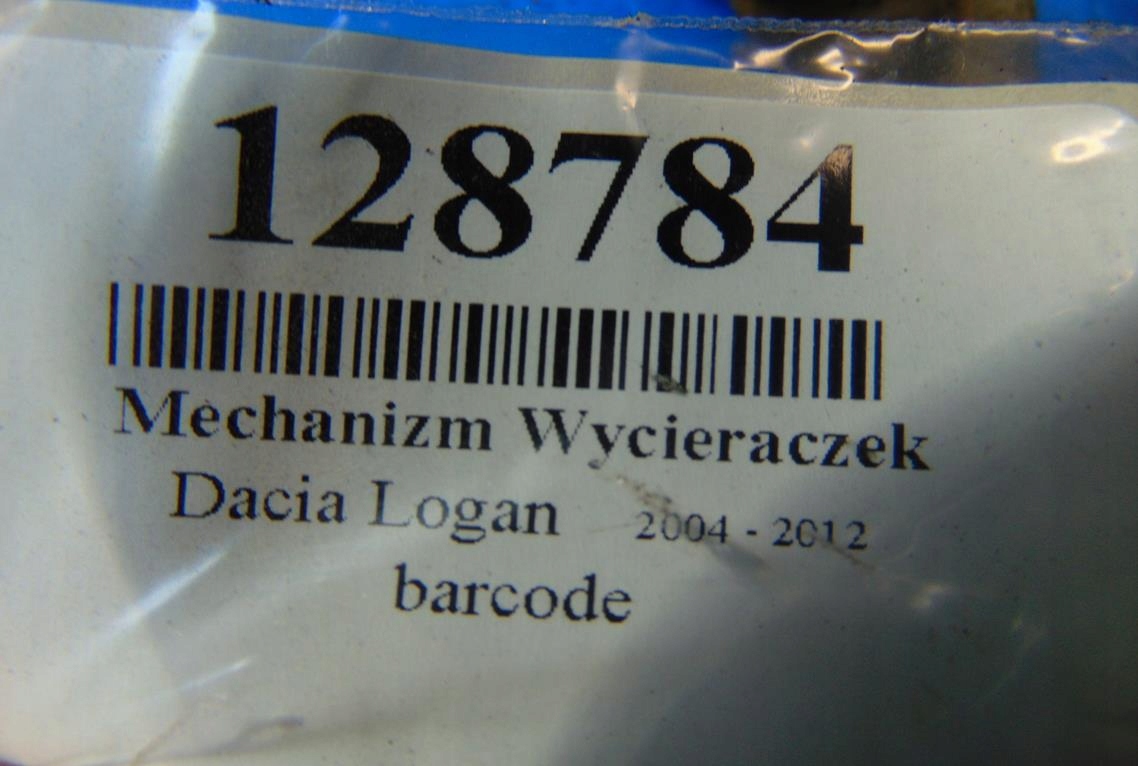 128784
Mechanizm Wycieraczek
Dacia Logan 2004 - 2012
barcode